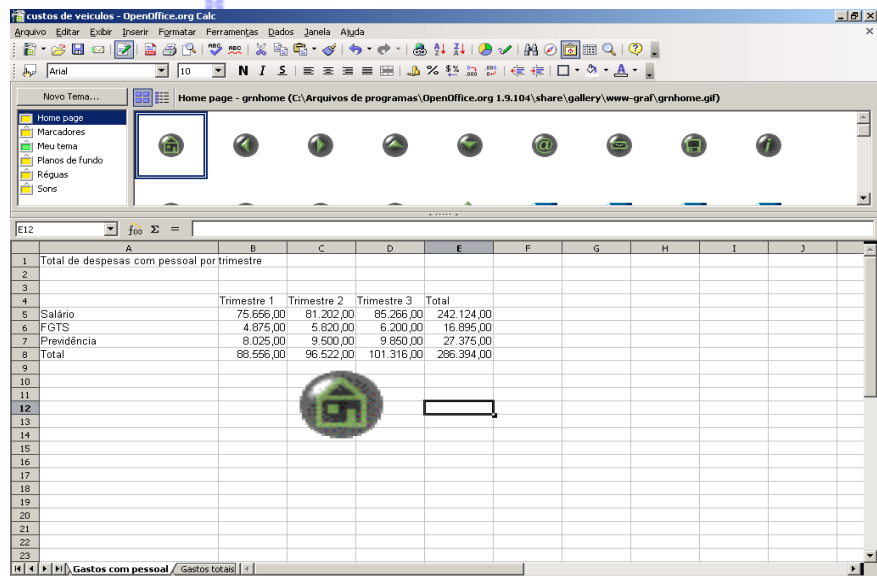 custos de veiculos - OpenOffice.org Calc
Arquivo Editar Exibir Inserir Formatar Ferramentas Dados Janela Ajuda
Arial 10 N I S
Novo Tema... Home page - grnhome (C:\Arquivos de programas\OpenOffice.org 1.9.104\share\gallery\www-graf\grnhome.gif)
Home page
Marcadores
Meu tema
Planos de fundo
Réguas
Sons
E12 f(x) Σ =
A B C D E F G H I J
1 Total de despesas com pessoal por trimestre
2
3
4 Trimestre 1 Trimestre 2 Trimestre 3 Total
5 Salário 75.656,00 81.202,00 85.266,00 242.124,00
6 FGTS 4.875,00 5.820,00 6.200,00 16.895,00
7 Previdência 8.025,00 9.500,00 9.850,00 27.375,00
8 Total 88.556,00 96.522,00 101.316,00 286.394,00
9
10
11
12
13
14
15
16
17
18
19
20
21
22
23
Gastos com pessoal Gastos totais